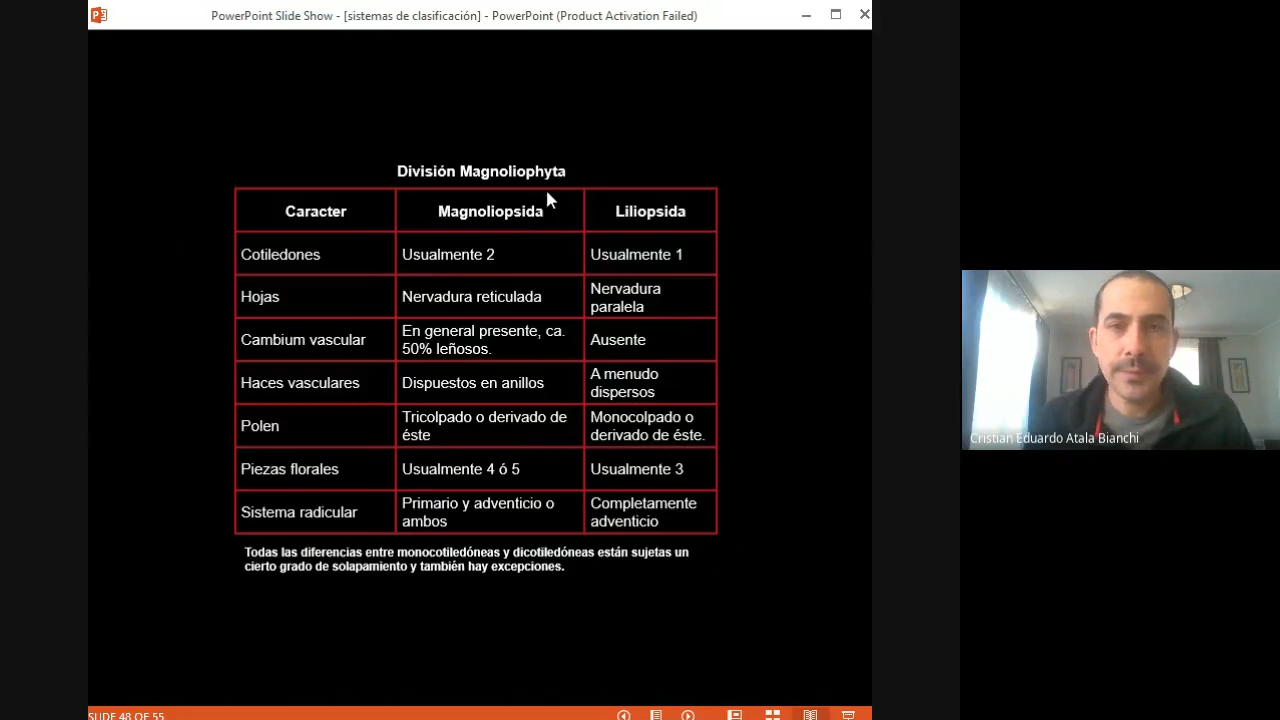 PowerPoint Slide Show - [sistemas de clasificación] - PowerPoint (Product Activation Failed)
División Magnoliophyta
Caracter Magnoliopsida Liliopsida
Cotiledones Usualmente 2 Usualmente 1
Hojas Nervadura reticulada Nervadura
paralela
Cambium vascular En general presente, ca.
50% leñosos. Ausente
Haces vasculares Dispuestos en anillos A menudo
dispersos
Polen Tricolpado o derivado de
éste Monocolpado o
derivado de éste.
Piezas florales Usualmente 4 ó 5 Usualmente 3
Sistema radicular Primario y adventicio o
ambos Completamente
adventicio
Todas las diferencias entre monocotiledóneas y dicotiledóneas están sujetas un
cierto grado de solapamiento y también hay excepciones.
Cristian Eduardo Atala Bianchi
SLIDE 48 OF 55